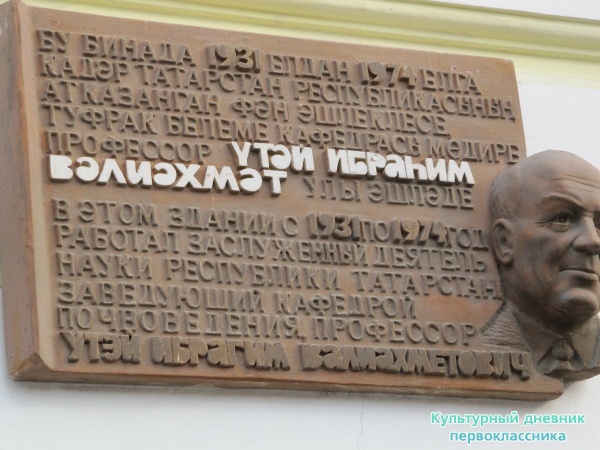 БУ БИНАДА 1931 ЕЛДАН 1974 ЕЛГА
КАДӘР ТАТАРСТАН РЕСПУБЛИКАСЫНЫҢ
АТКАЗАНГАН ФӘН ЭШЛЕКЛЕСЕ
ТУФРАК БЕЛЕМЕ КАФЕДРАСЫ МӨДИРЕ
ПРОФЕССОР ҮТӘЙ ИБРАҺИМ
ВӘЛИӘХМӘТ УЛЫ ЭШЛӘДЕ
В ЭТОМ ЗДАНИИ С 1931 ПО 1974 ГОД
РАБОТАЛ ЗАСЛУЖЕННЫЙ ДЕЯТЕЛЬ
НАУКИ РЕСПУБЛИКИ ТАТАРСТАН
ЗАВЕДУЮЩИЙ КАФЕДРОЙ
ПОЧВОВЕДЕНИЯ, ПРОФЕССОР
УТЭЙ ИБРАГИМ ВӘЛИАХМЕТОВИЧ
Культурный дневник
первоклассника